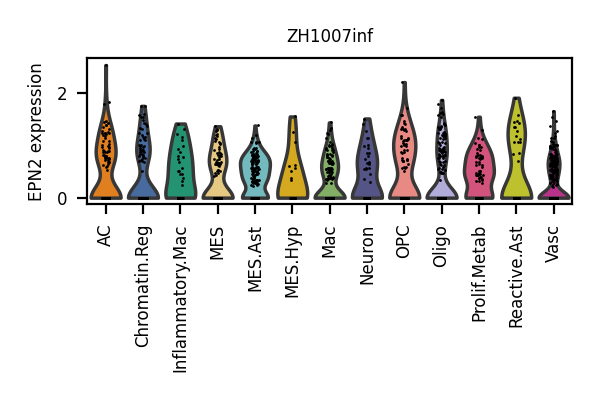 ZH1007inf
EPN2 expression
2
0
AC
Chromatin.Reg
Inflammatory.Mac
MES
MES.Ast
MES.Hyp
Mac
Neuron
OPC
Oligo
Prolif.Metab
Reactive.Ast
Vasc